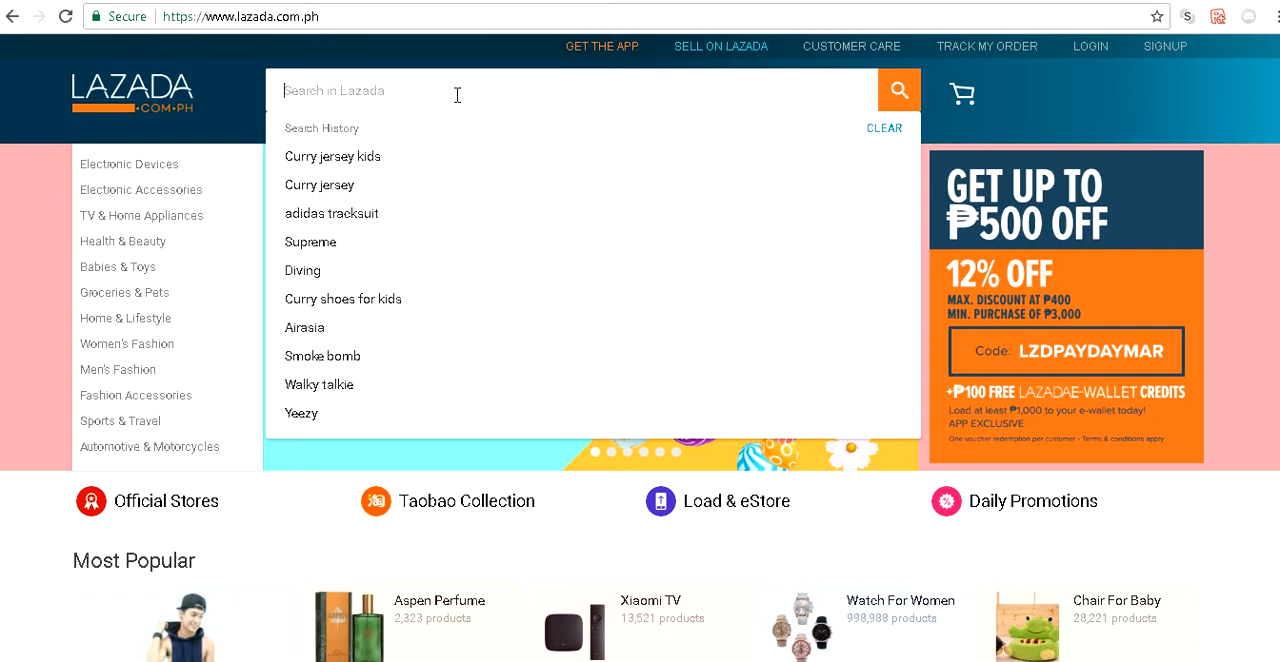 Secure https://www.lazada.com.ph
GET THE APP SELL ON LAZADA CUSTOMER CARE TRACK MY ORDER LOGIN SIGNUP
LAZADA
.COM.PH
Search in Lazada
Search History CLEAR
Curry jersey kids
Curry jersey
adidas tracksuit
Supreme
Diving
Curry shoes for kids
Airasia
Smoke bomb
Walky talkie
Yeezy
Electronic Devices
Electronic Accessories
TV & Home Appliances
Health & Beauty
Babies & Toys
Groceries & Pets
Home & Lifestyle
Women's Fashion
Men's Fashion
Fashion Accessories
Sports & Travel
Automotive & Motorcycles
GET UP TO
₱500 OFF
12% OFF
MAX. DISCOUNT AT ₱400
MIN. PURCHASE OF ₱3,000
Code: LZDPAYDAYMAR
+₱100 FREE LAZADA E-WALLET CREDITS
Load at least ₱1,000 to your e-wallet today!
APP EXCLUSIVE
One voucher redemption per customer • Terms & conditions apply
Official Stores
淘 Taobao Collection
Load & eStore
Daily Promotions
Most Popular
Aspen Perfume
2,323 products
Xiaomi TV
13,521 products
Watch For Women
998,988 products
Chair For Baby
28,221 products